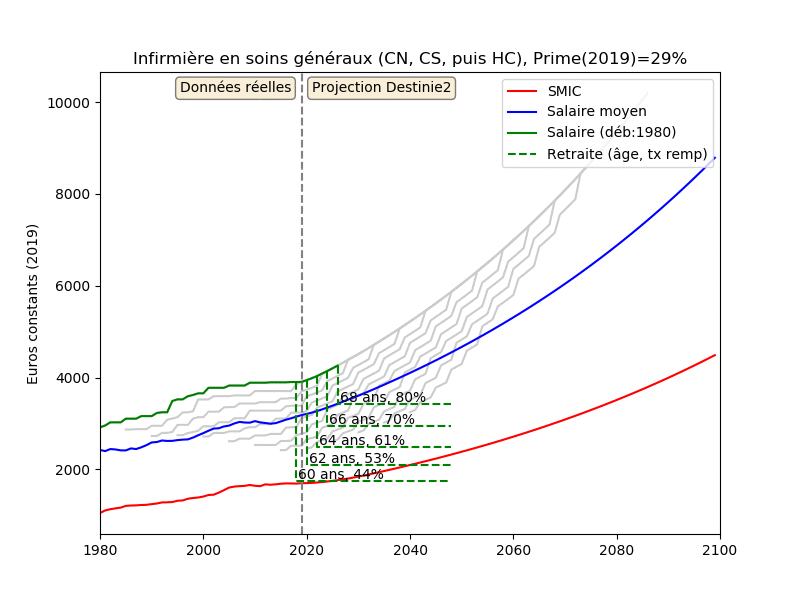 Infirmière en soins généraux (CN, CS, puis HC), Prime(2019)=29%
Données réelles
Projection Destinie2
SMIC
Salaire moyen
Salaire (déb:1980)
Retraite (âge, tx remp)
Euros constants (2019)
10000
8000
6000
4000
2000
68 ans, 80%
66 ans, 70%
64 ans, 61%
62 ans, 53%
60 ans, 44%
1980
2000
2020
2040
2060
2080
2100